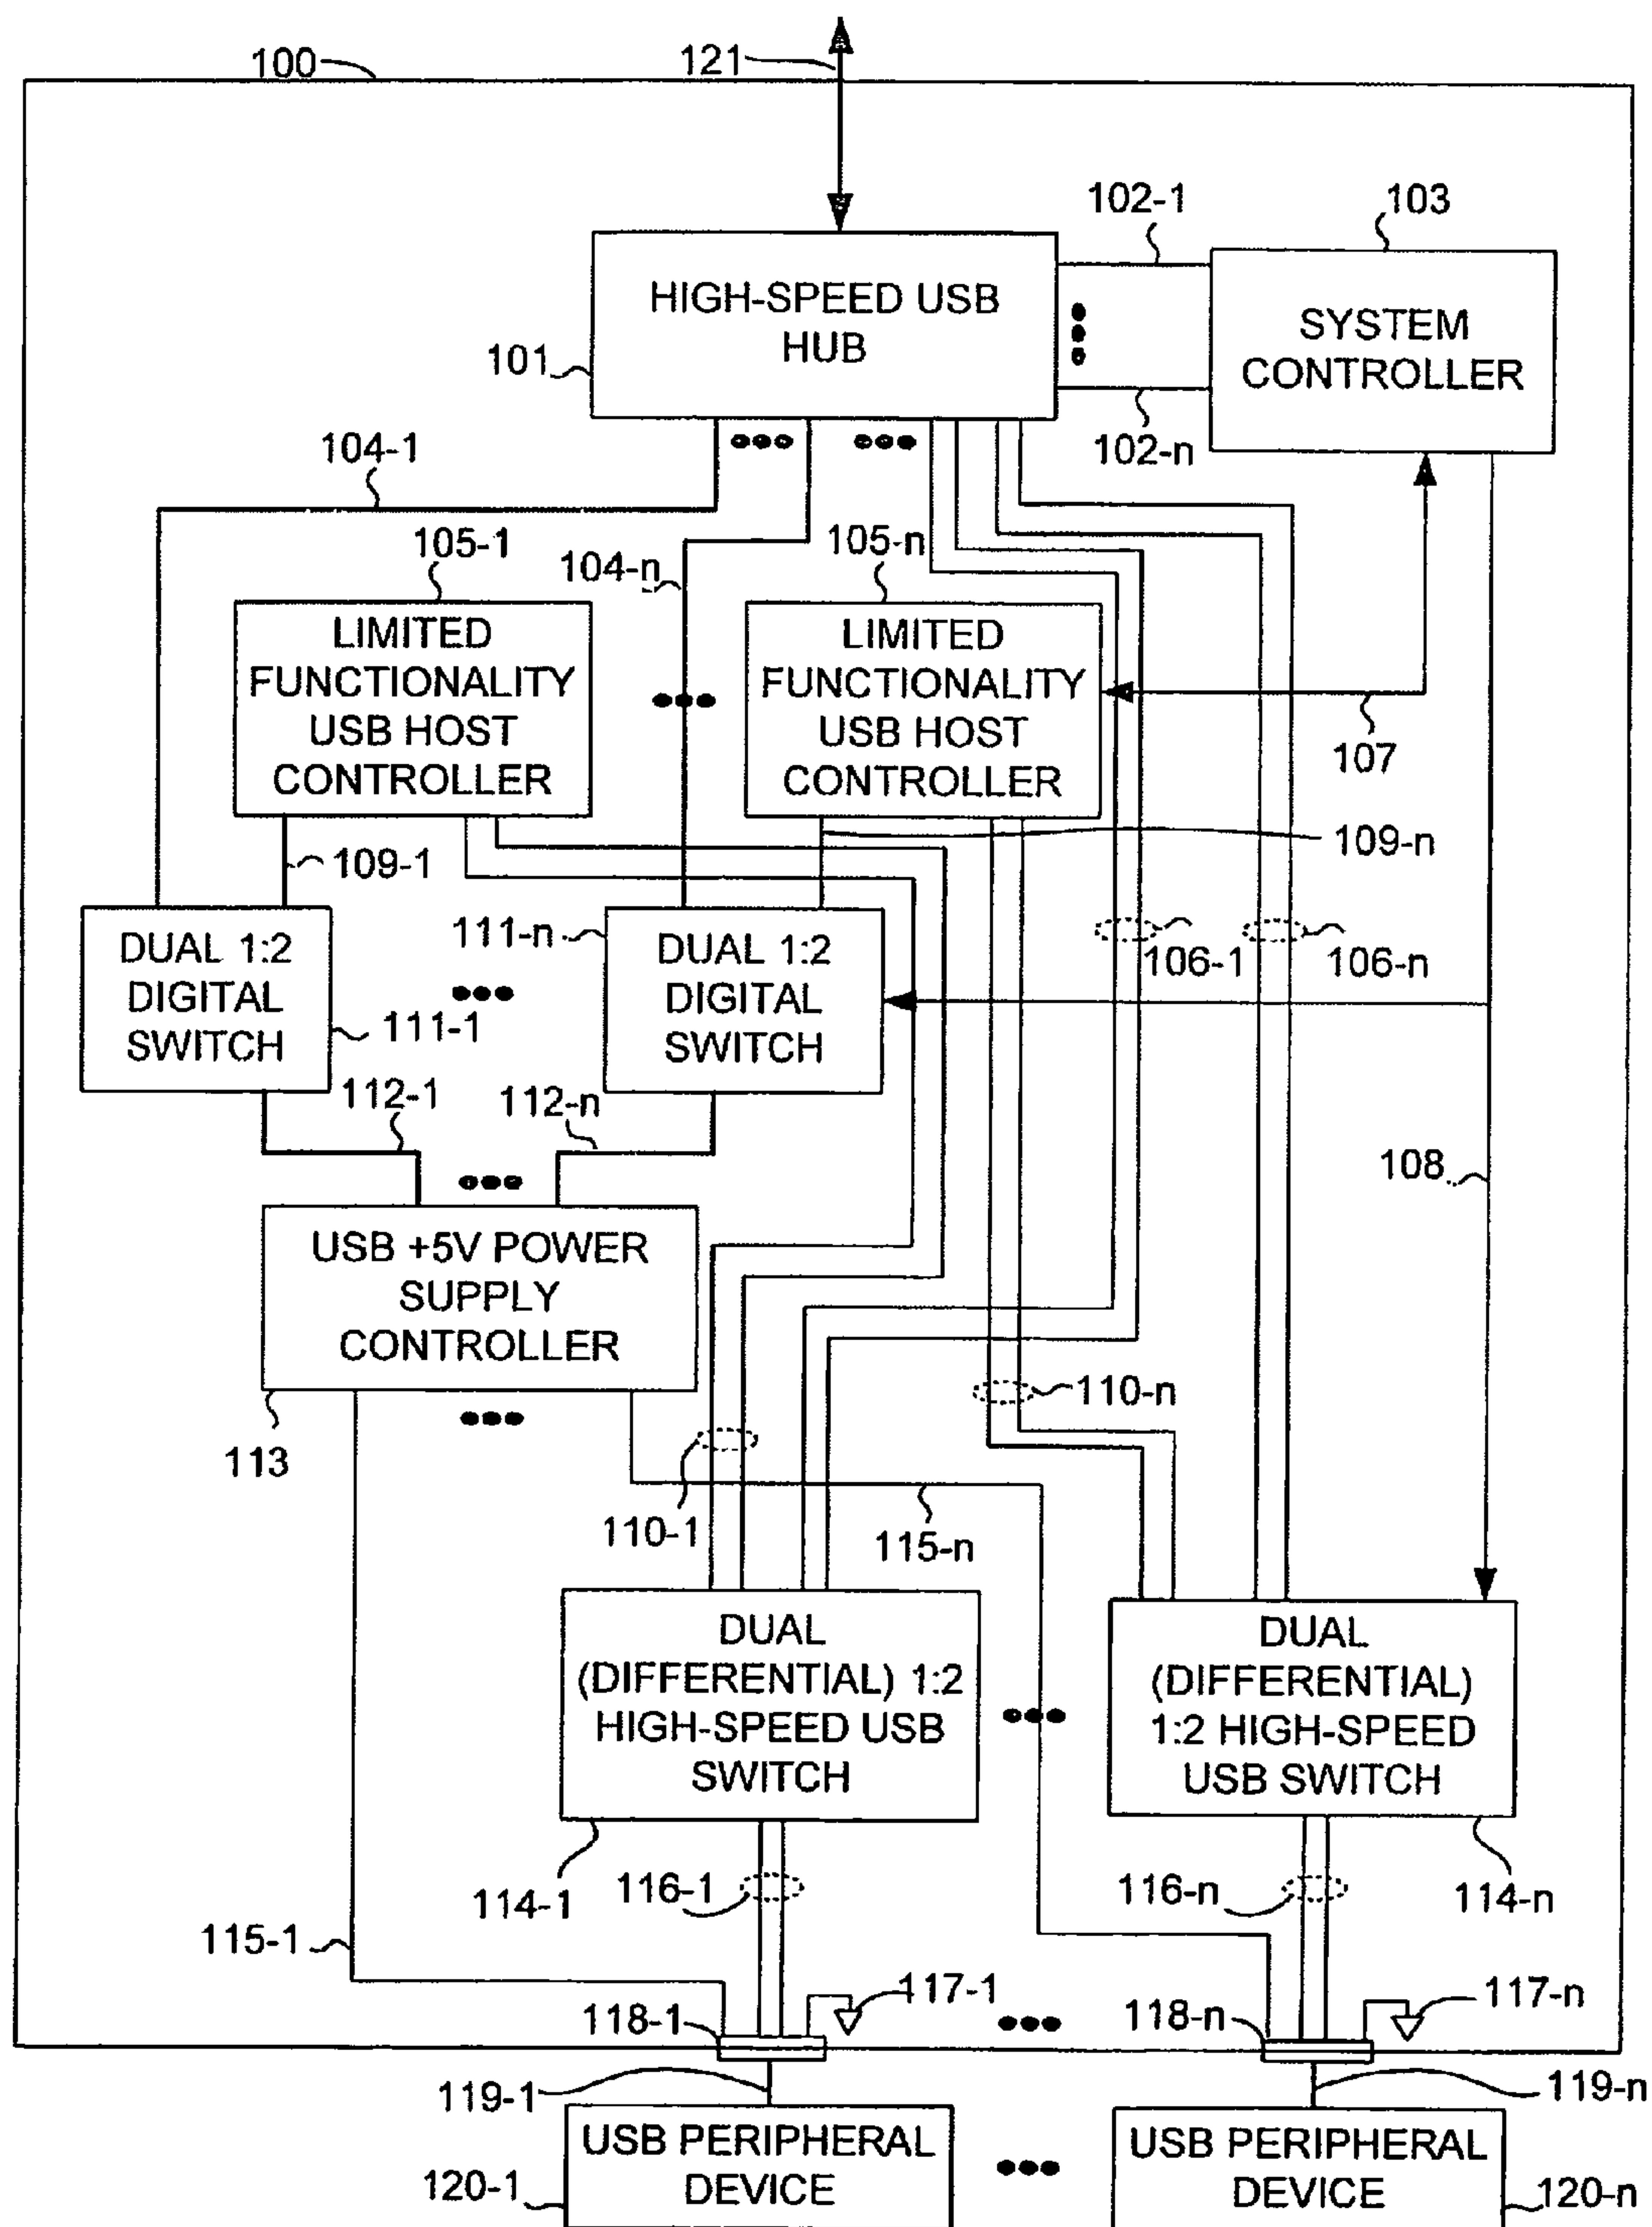 100
121
102-1
103
HIGH-SPEED USB
HUB
SYSTEM
CONTROLLER
101
102-n
104-1
105-1
104-n
105-n
LIMITED
FUNCTIONALITY
USB HOST
CONTROLLER
LIMITED
FUNCTIONALITY
USB HOST
CONTROLLER
107
109-1
109-n
DUAL 1:2
DIGITAL
SWITCH
111-1
111-n
DUAL 1:2
DIGITAL
SWITCH
106-1
106-n
112-1
112-n
108
USB +5V POWER
SUPPLY
CONTROLLER
113
110-n
110-1
115-n
DUAL
(DIFFERENTIAL) 1:2
HIGH-SPEED USB
SWITCH
DUAL
(DIFFERENTIAL)
1:2 HIGH-SPEED
USB SWITCH
114-1
116-1
116-n
114-n
115-1
117-1
117-n
118-1
118-n
119-1
119-n
USB PERIPHERAL
DEVICE
USB PERIPHERAL
DEVICE
120-1
120-n